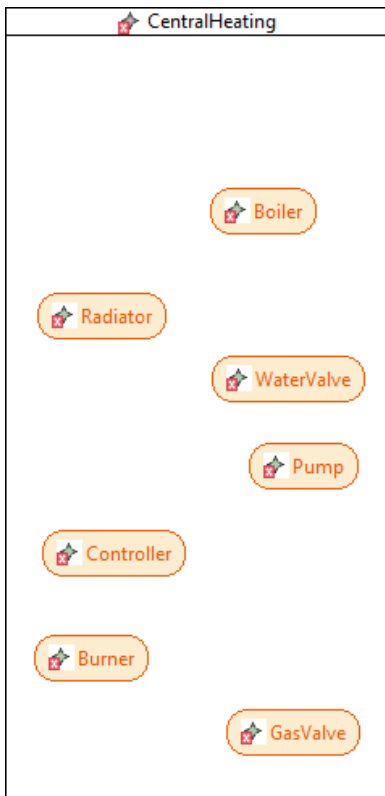 CentralHeating
Boiler
Radiator
WaterValve
Pump
Controller
Burner
GasValve